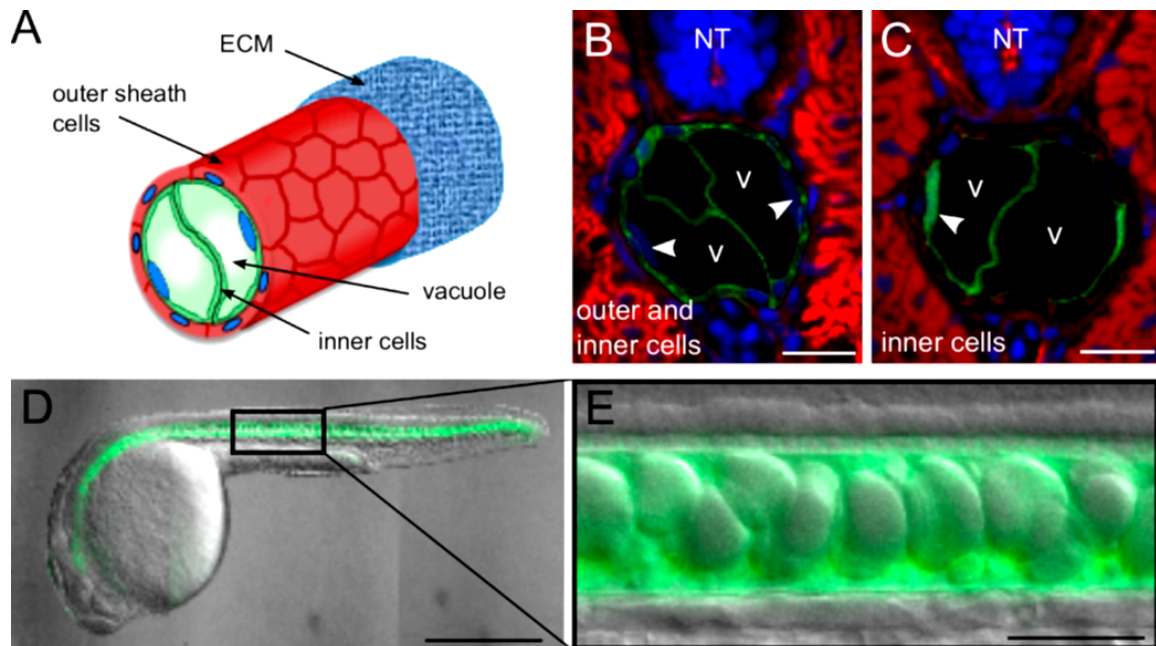 A
ECM
outer sheath
cells
vacuole
inner cells
B
NT
V
V
outer and
inner cells
C
NT
V
V
inner cells
D
E